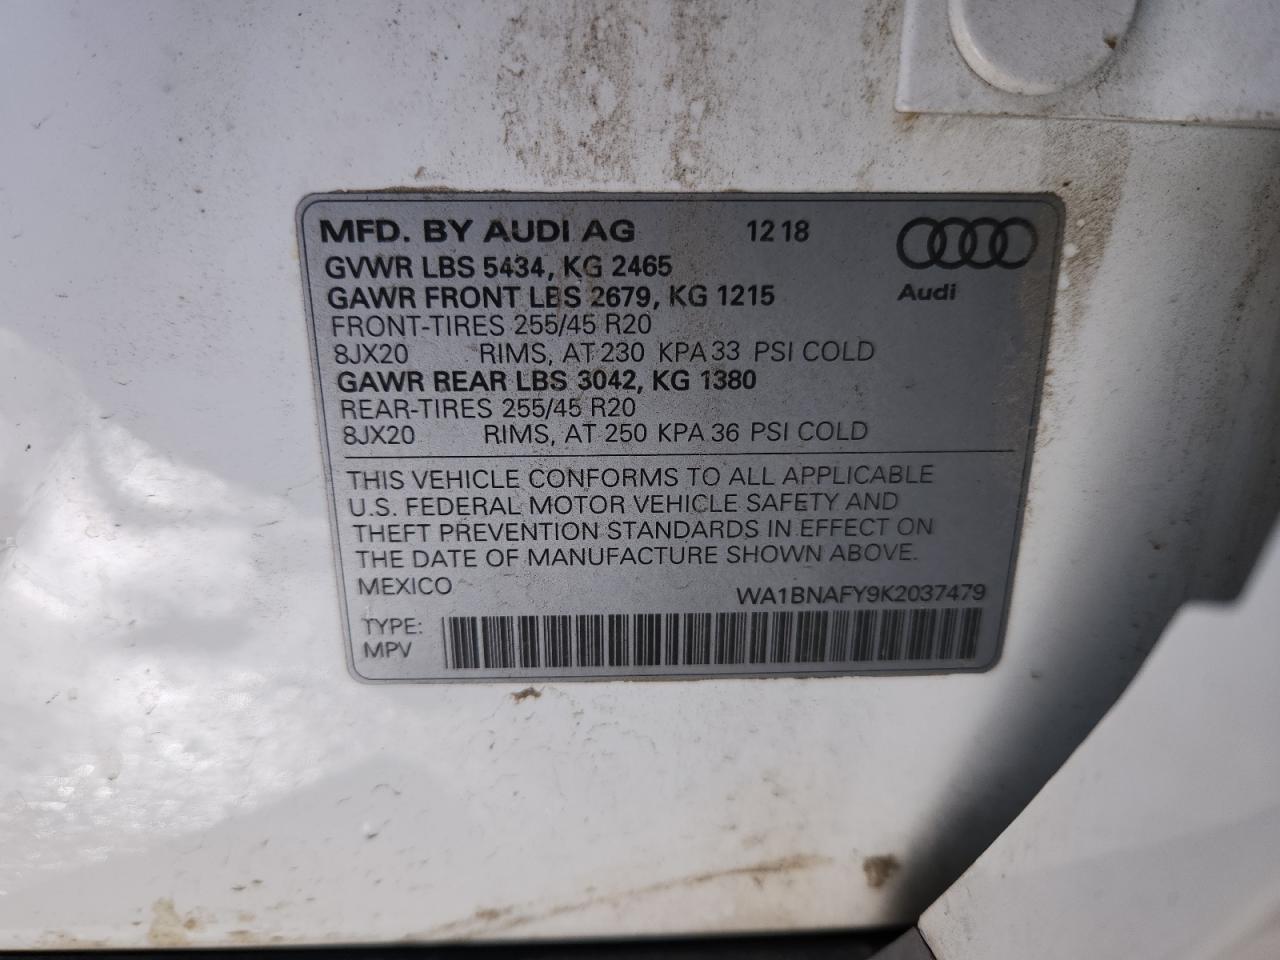 MFD. BY AUDI AG 12 18
GVWR LBS 5434, KG 2465
GAWR FRONT LBS 2679, KG 1215
Audi
FRONT-TIRES 255/45 R20
8JX20 RIMS, AT 230 KPA 33 PSI COLD
GAWR REAR LBS 3042, KG 1380
REAR-TIRES 255/45 R20
8JX20 RIMS, AT 250 KPA 36 PSI COLD
THIS VEHICLE CONFORMS TO ALL APPLICABLE
U.S. FEDERAL MOTOR VEHICLE SAFETY AND
THEFT PREVENTION STANDARDS IN EFFECT ON
THE DATE OF MANUFACTURE SHOWN ABOVE.
MEXICO WA1BNAFY9K2037479
TYPE:
MPV